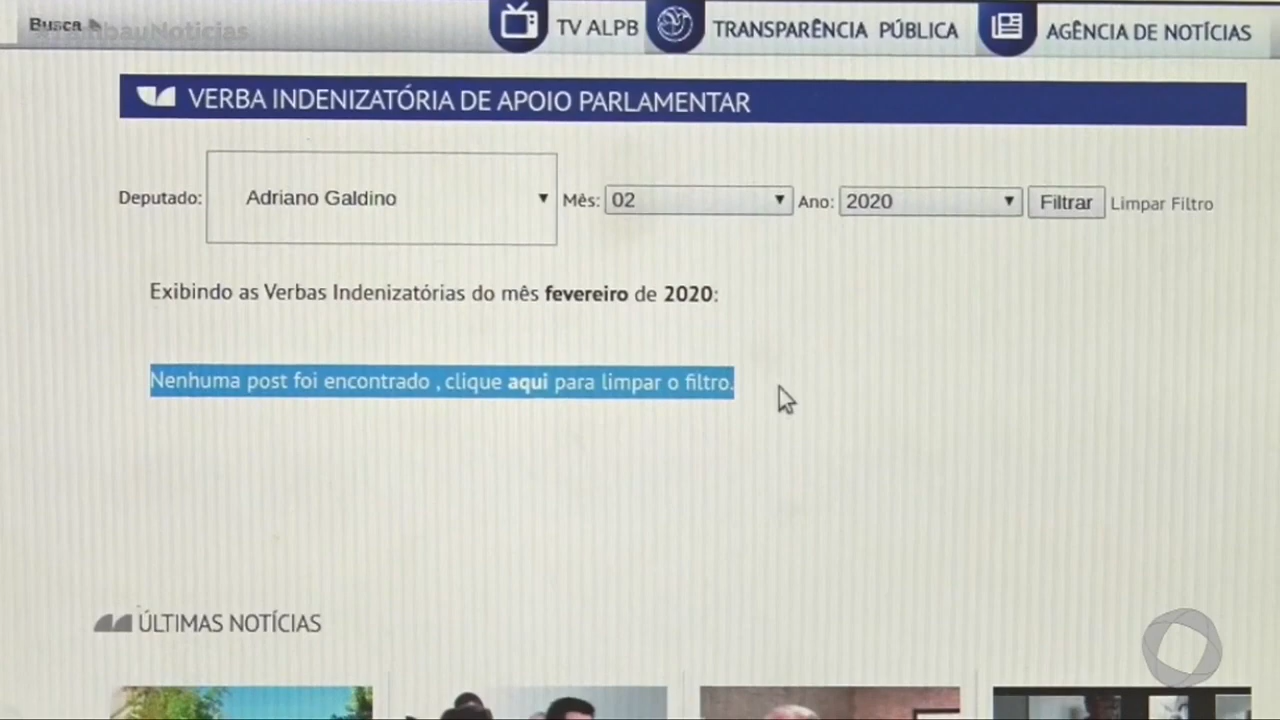 Busca
TambauNotícias
TV ALPB
TRANSPARÊNCIA PÚBLICA
AGÊNCIA DE NOTÍCIAS
VERBA INDENIZATÓRIA DE APOIO PARLAMENTAR
Deputado: Adriano Galdino Mês: 02 Ano: 2020 Filtrar Limpar Filtro
Exibindo as Verbas Indenizatórias do mês fevereiro de 2020:
Nenhuma post foi encontrado , clique aqui para limpar o filtro.
ÚLTIMAS NOTÍCIAS